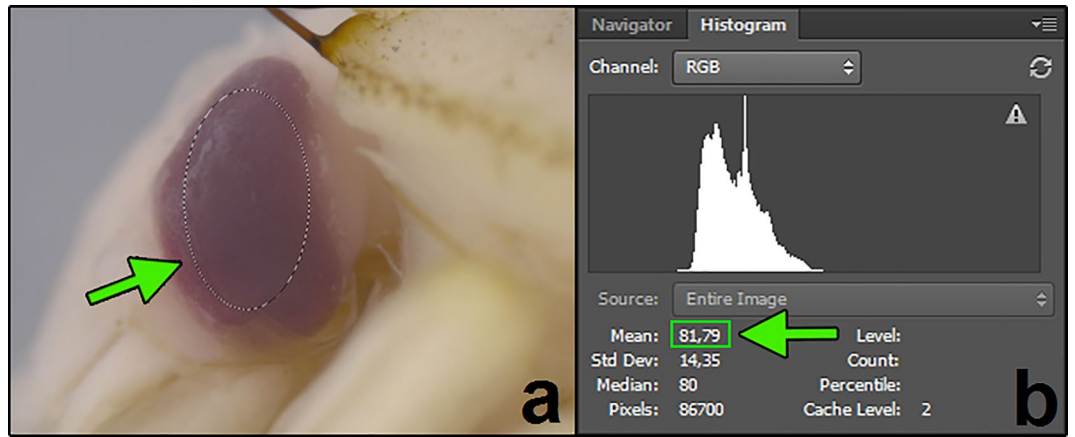 a
Navigator Histogram
Channel: RGB
Source: Entire Image
Mean: 81,79 Level:
Std Dev: 14,35 Count:
Median: 80 Percentile:
Pixels: 86700 Cache Level: 2
b